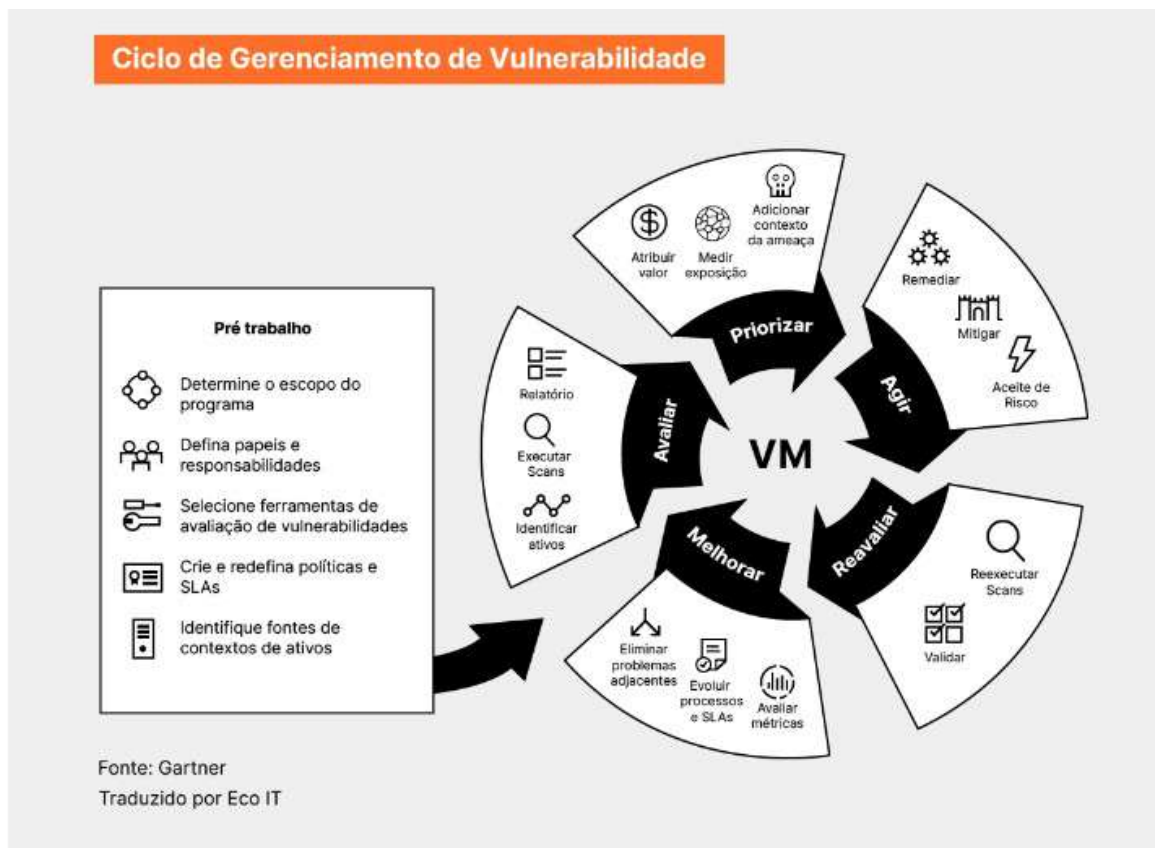 Ciclo de Gerenciamento de Vulnerabilidade
Pré trabalho
Determine o escopo do
programa
Defina papeis e
responsabilidades
Selecione ferramentas de
avaliação de vulnerabilidades
Crie e redefina políticas e
SLAs
Identifique fontes de
contextos de ativos
Avaliar
Relatório
Executar
Scans
Identificar
ativos
Priorizar
Atribuir
valor
Medir
exposição
Adicionar
contexto
da ameaça
Agir
Remediar
Mitigar
Aceite de
Risco
Reavaliar
Reexecutar
Scans
Validar
Melhorar
Eliminar
problemas
adjacentes
Evoluir
processos
e SLAs
Avaliar
métricas
VM
Fonte: Gartner
Traduzido por Eco IT